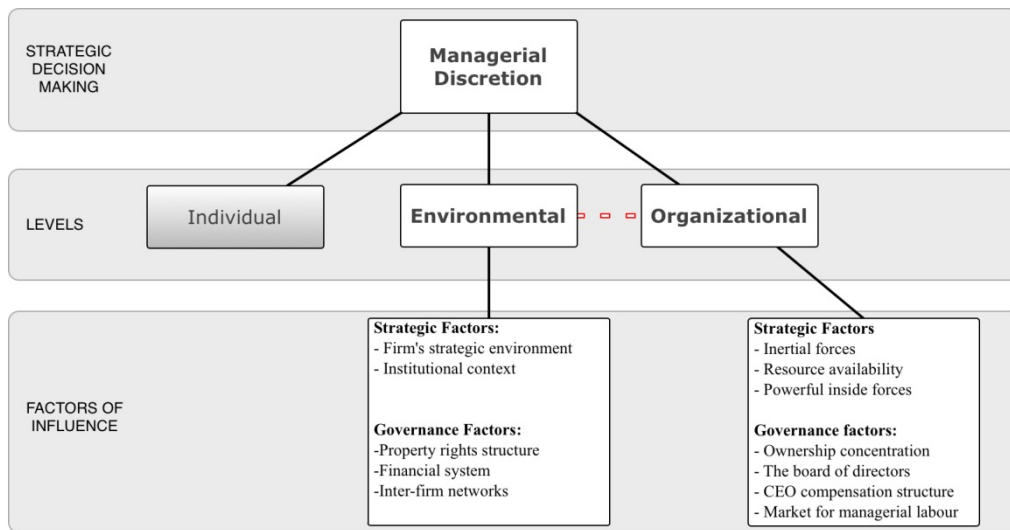 STRATEGIC
DECISION
MAKING
Managerial
Discretion
LEVELS
Individual
Environmental
Organizational
FACTORS OF
INFLUENCE
Strategic Factors:
- Firm's strategic environment
- Institutional context
Governance Factors:
-Property rights structure
-Financial system
-Inter-firm networks
Strategic Factors
- Inertial forces
- Resource availability
- Powerful inside forces
Governance factors:
- Ownership concentration
- The board of directors
- CEO compensation structure
- Market for managerial labour